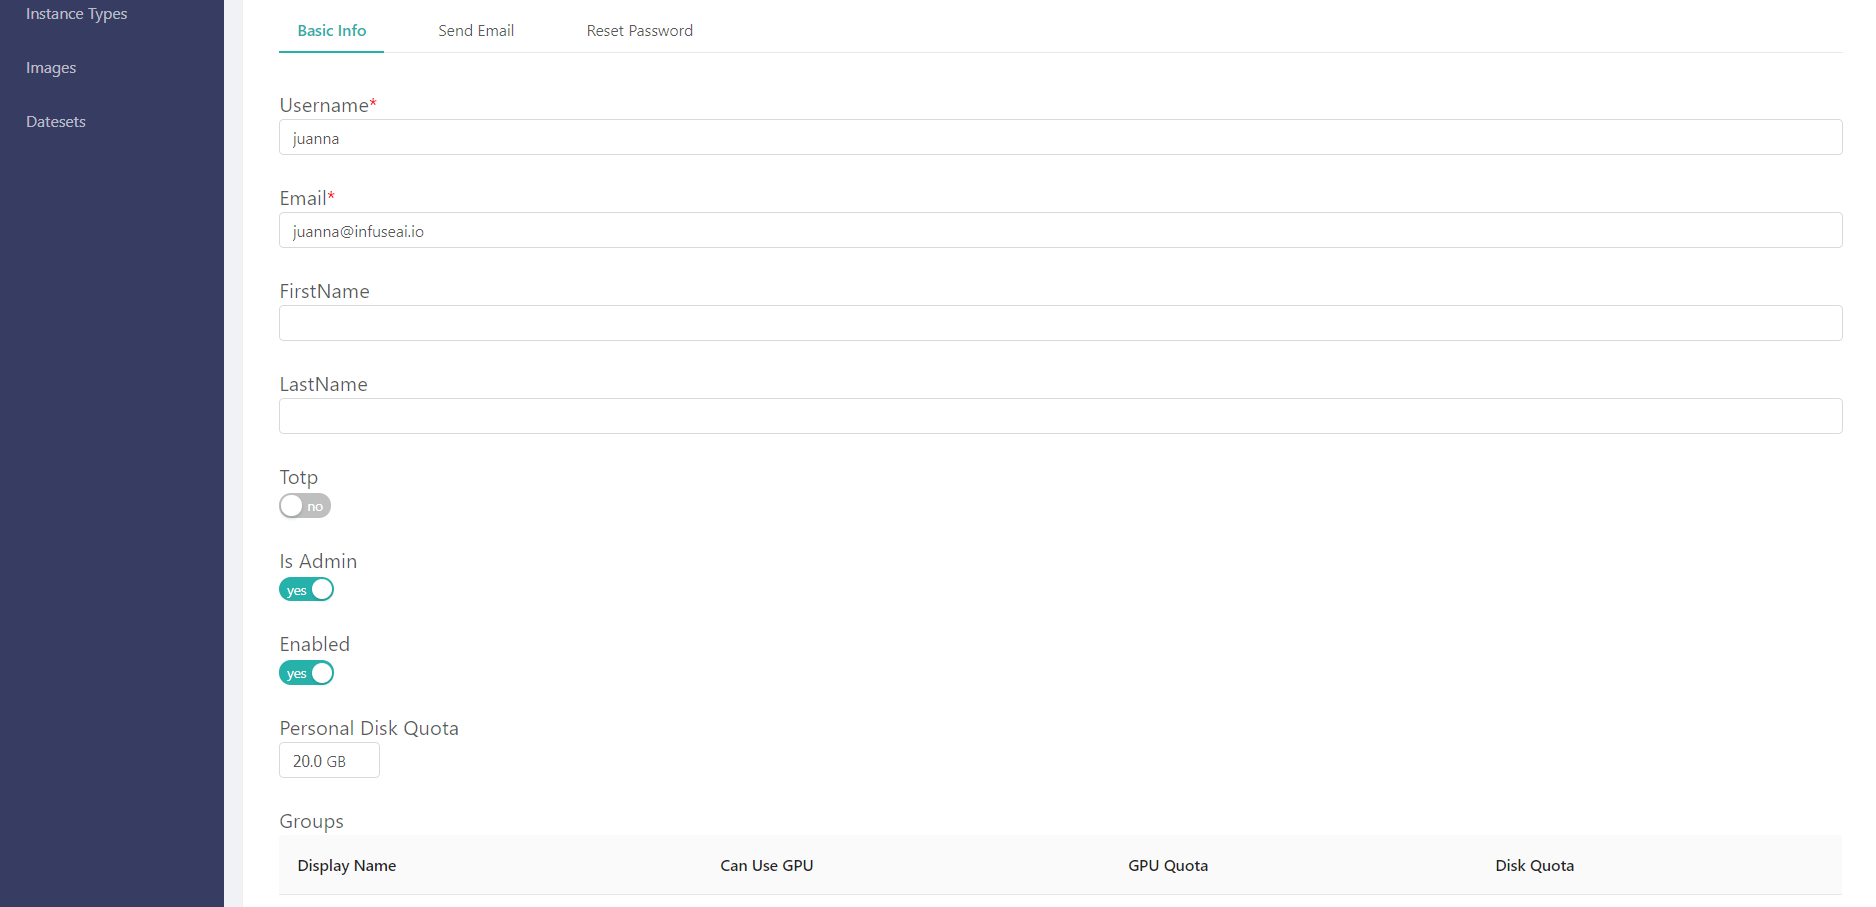 Instance Types
Images
Datesets
Basic Info Send Email Reset Password
Username*
juanna
Email*
juanna@infuseai.io
FirstName
LastName
Totp
no
Is Admin
yes
Enabled
yes
Personal Disk Quota
20.0 GB
Groups
Display Name Can Use GPU GPU Quota Disk Quota